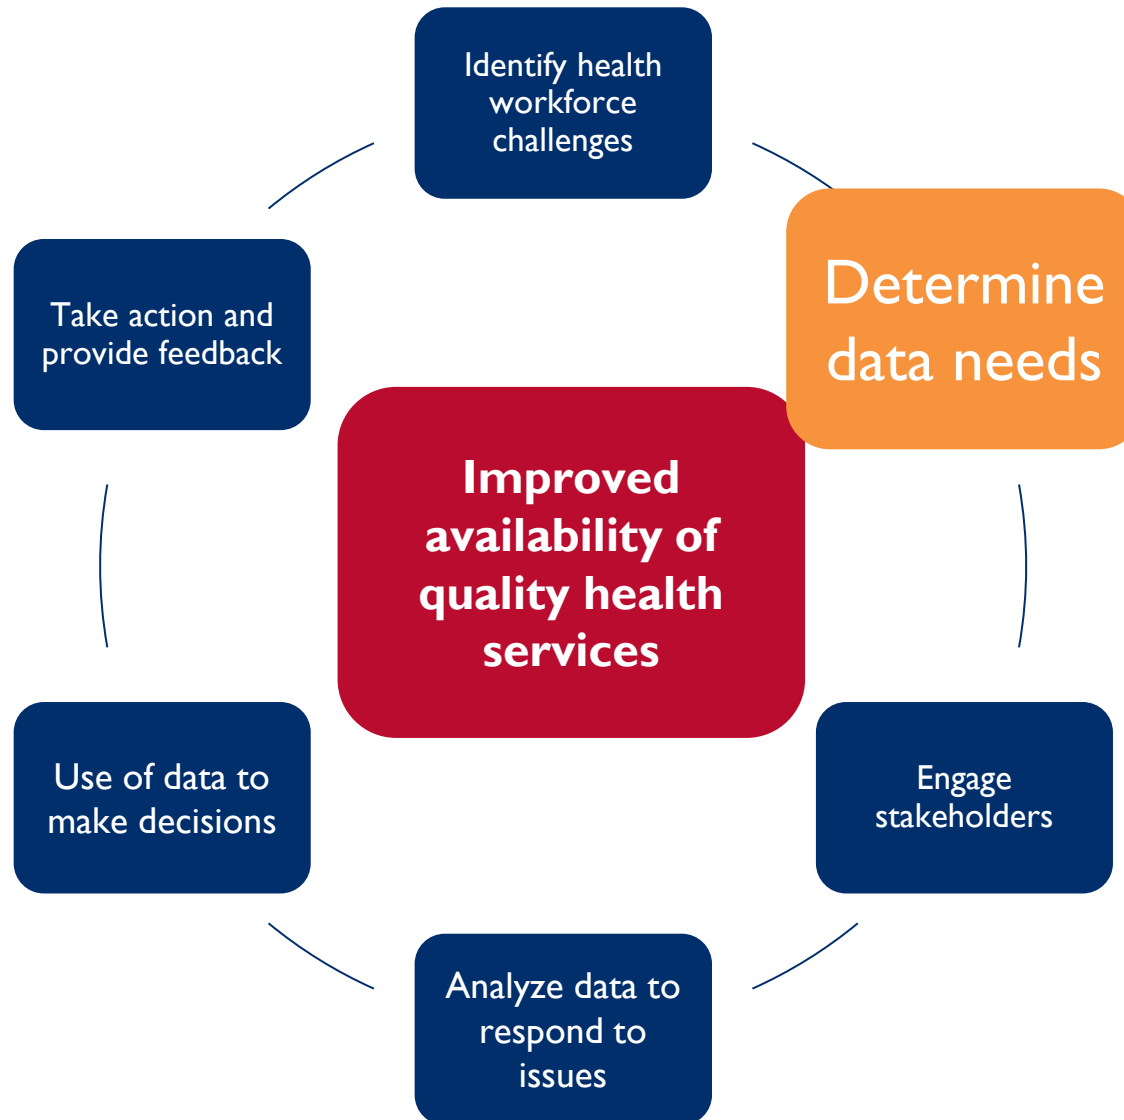 Identify health
workforce
challenges
Determine
data needs
Take action and
provide feedback
Improved
availability of
quality health
services
Use of data to
make decisions
Engage
stakeholders
Analyze data to
respond to
issues